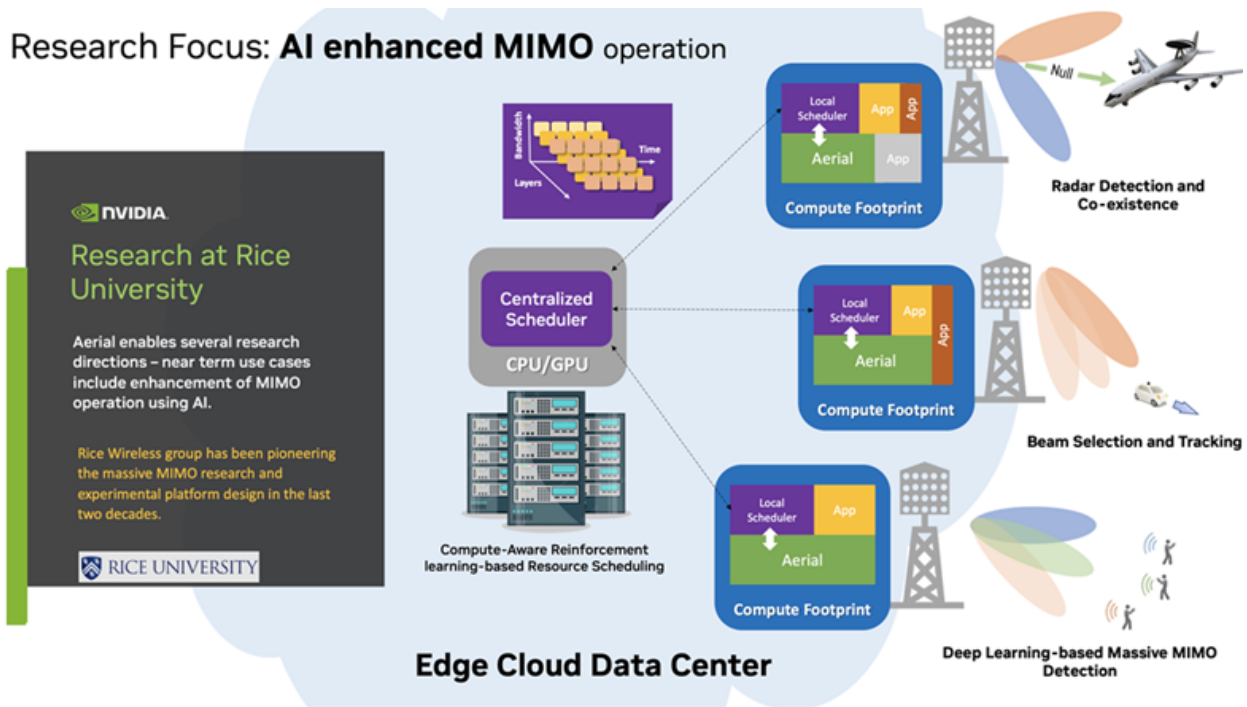 Research Focus: AI enhanced MIMO operation
NVIDIA.
Research at Rice
University
Aerial enables several research
directions – near term use cases
include enhancement of MIMO
operation using AI.
Rice Wireless group has been pioneering
the massive MIMO research and
experimental platform design in the last
two decades.
RICE UNIVERSITY
Bandwidth
Time
Layers
Centralized
Scheduler
CPU/GPU
Compute-Aware Reinforcement
learning-based Resource Scheduling
Local
Scheduler
App
App
Aerial
App
Compute Footprint
Null
Radar Detection and
Co-existence
Local
Scheduler
App
App
Aerial
Compute Footprint
Beam Selection and Tracking
Local
Scheduler
App
Aerial
Compute Footprint
Deep Learning-based Massive MIMO
Detection
Edge Cloud Data Center